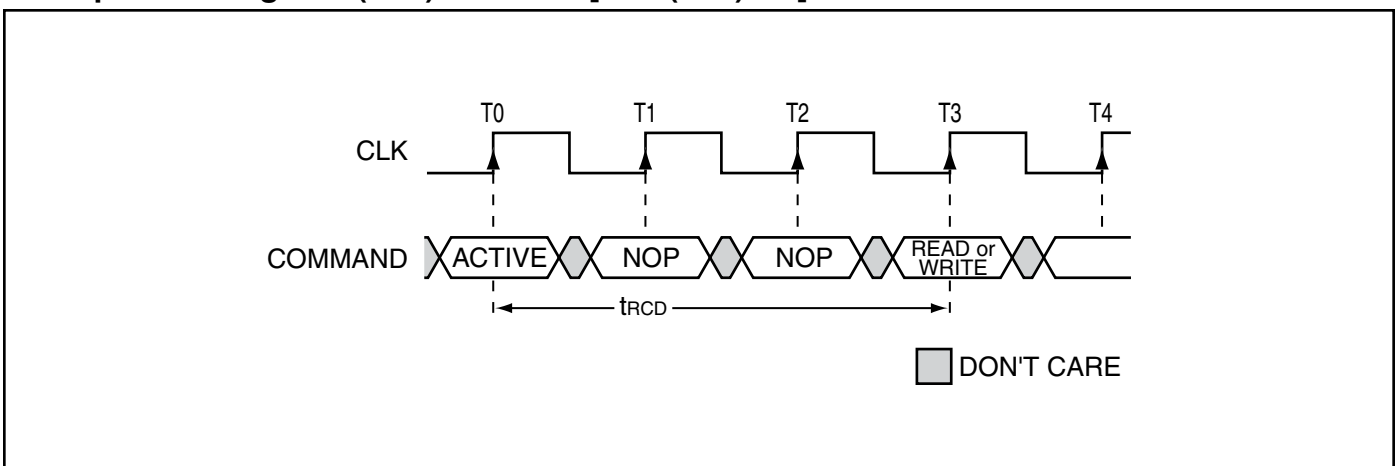 T0 T1 T2 T3 T4
CLK
COMMAND ACTIVE NOP NOP READ or
WRITE
tRCD
DON'T CARE